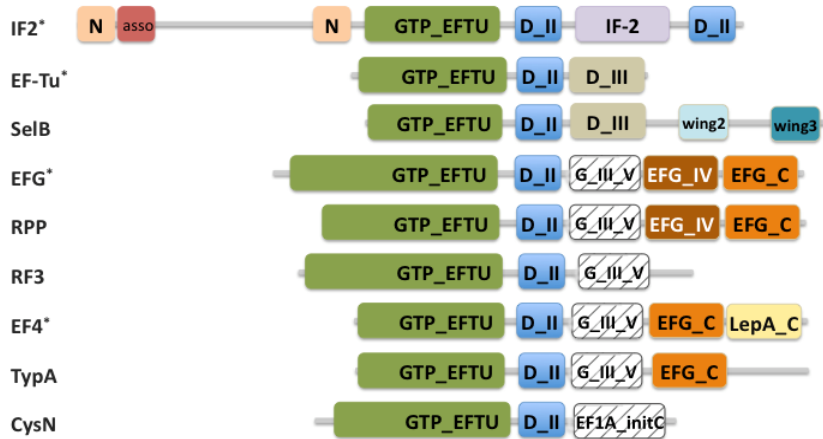 IF2* N asso N GTP_EFTU D_II IF-2 D_II
EF-Tu* GTP_EFTU D_II D_III
SelB GTP_EFTU D_II D_III wing2 wing3
EFG* GTP_EFTU D_II G_III_V EFG_IV EFG_C
RPP GTP_EFTU D_II G_III_V EFG_IV EFG_C
RF3 GTP_EFTU D_II G_III_V
EF4* GTP_EFTU D_II G_III_V EFG_C LepA_C
TypA GTP_EFTU D_II G_III_V EFG_C
CysN GTP_EFTU D_II EF1A_initC